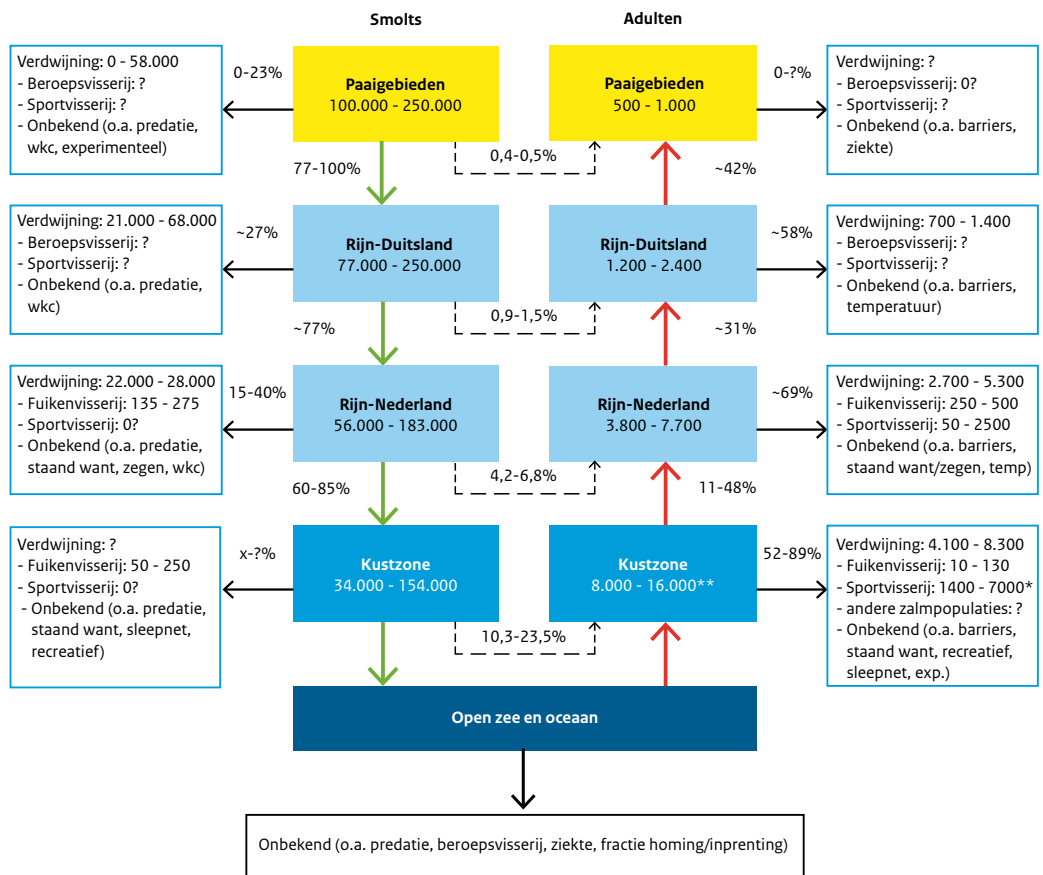 Smolts
Adulten
Verdwijning: 0 - 58.000
- Beroepsvisserij: ?
- Sportvisserij: ?
- Onbekend (o.a. predatie,
wkc, experimenteel)
0-23%
Paaigebieden
100.000 - 250.000
Paaigebieden
500 - 1.000
0-?%
Verdwijning: ?
- Beroepsvisserij: 0?
- Sportvisserij: ?
- Onbekend (o.a. barriers,
ziekte)
77-100%
0,4-0,5%
~42%
Verdwijning: 21.000 - 68.000
- Beroepsvisserij: ?
- Sportvisserij: ?
- Onbekend (o.a. predatie,
wkc)
~27%
Rijn-Duitsland
77.000 - 250.000
Rijn-Duitsland
1.200 - 2.400
~58%
Verdwijning: 700 - 1.400
- Beroepsvisserij: ?
- Sportvisserij: ?
- Onbekend (o.a. barriers,
temperatuur)
~77%
0,9-1,5%
~31%
Verdwijning: 22.000 - 28.000
- Fuikenvisserij: 135 - 275
- Sportvisserij: 0?
- Onbekend (o.a. predatie,
staand want, zegen, wkc)
15-40%
Rijn-Nederland
56.000 - 183.000
Rijn-Nederland
3.800 - 7.700
~69%
Verdwijning: 2.700 - 5.300
- Fuikenvisserij: 250 - 500
- Sportvisserij: 50 - 2500
- Onbekend (o.a. barriers,
staand want/zegen, temp)
60-85%
4,2-6,8%
11-48%
Verdwijning: ?
- Fuikenvisserij: 50 - 250
- Sportvisserij: 0?
- Onbekend (o.a. predatie,
staand want, sleepnet,
recreatief)
x-?%
Kustzone
34.000 - 154.000
Kustzone
8.000 - 16.000**
52-89%
Verdwijning: 4.100 - 8.300
- Fuikenvisserij: 10 - 130
- Sportvisserij: 1400 - 7000*
- andere zalmpopulaties: ?
- Onbekend (o.a. barriers,
staand want, recreatief,
sleepnet, exp.)
10,3-23,5%
Open zee en oceaan
Onbekend (o.a. predatie, beroepsvisserij, ziekte, fractie homing/inprenting)